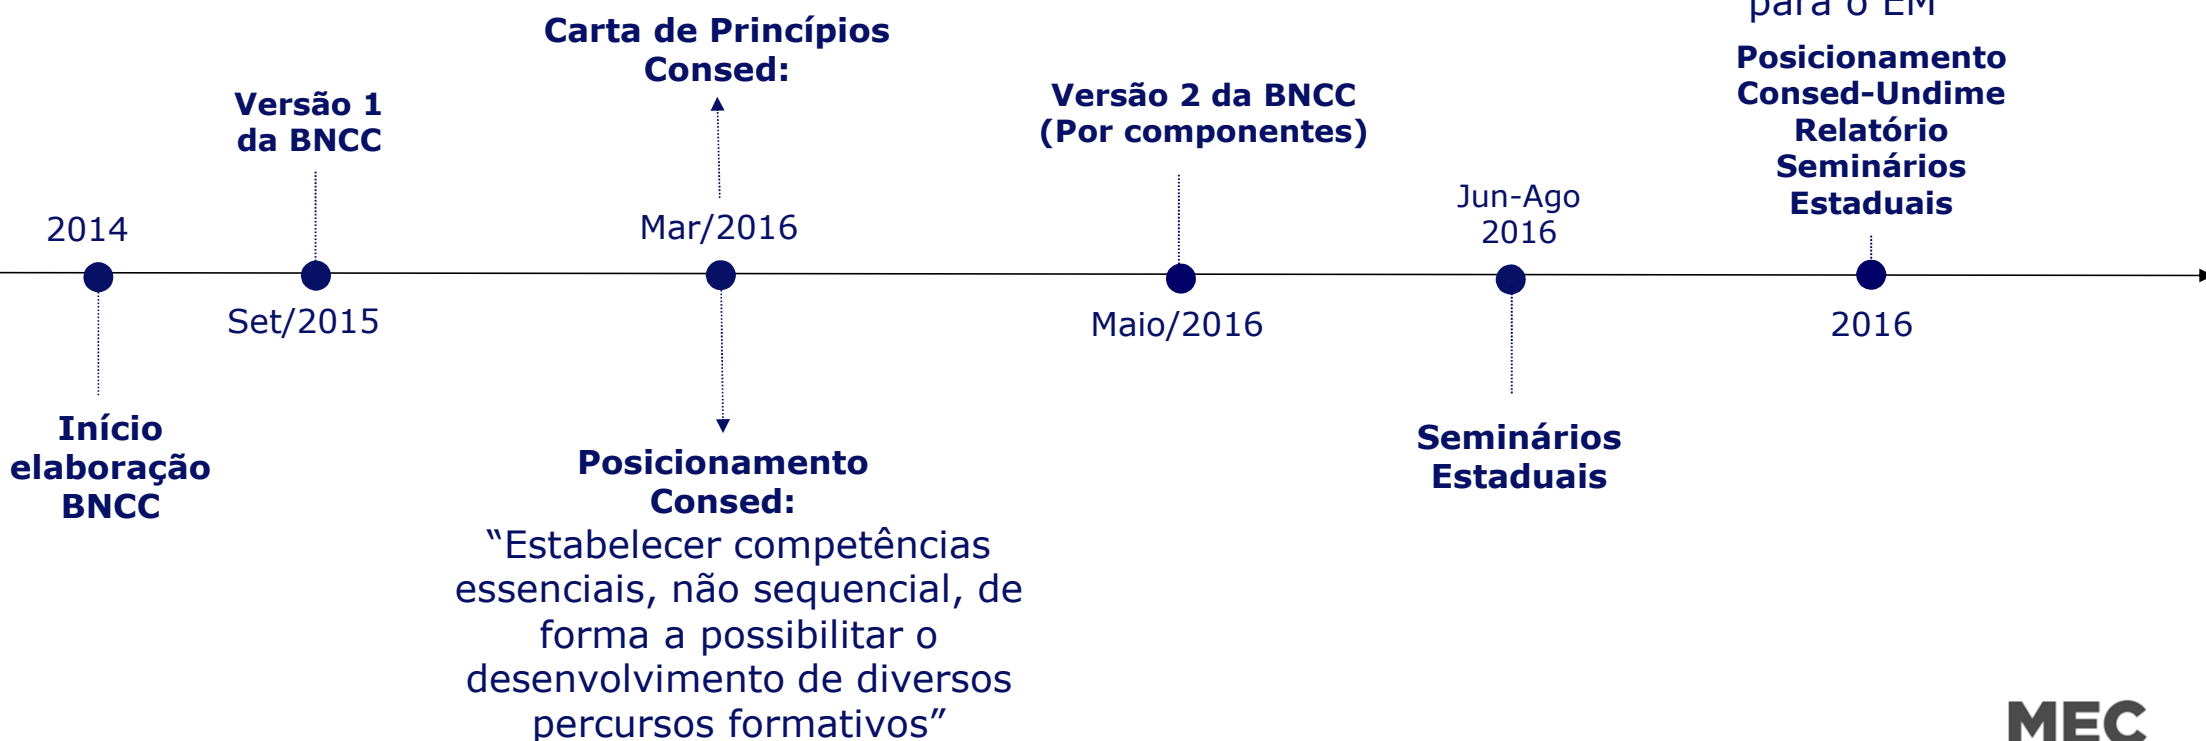 para o EM
Carta de Princípios
Consed:
Posicionamento
Consed-Undime
Relatório
Seminários
Estaduais
Versão 1
da BNCC
Versão 2 da BNCC
(Por componentes)
2014
Mar/2016
Jun-Ago
2016
Set/2015
Maio/2016
2016
Início
elaboração
BNCC
Posicionamento
Consed:
“Estabelecer competências
essenciais, não sequencial, de
forma a possibilitar o
desenvolvimento de diversos
percursos formativos”
Seminários
Estaduais
MEC